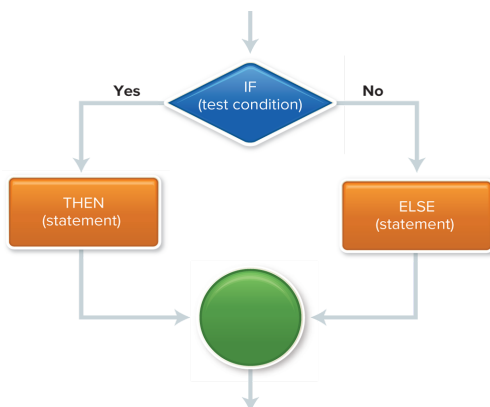 IF
(test condition)
Yes
No
THEN
(statement)
ELSE
(statement)